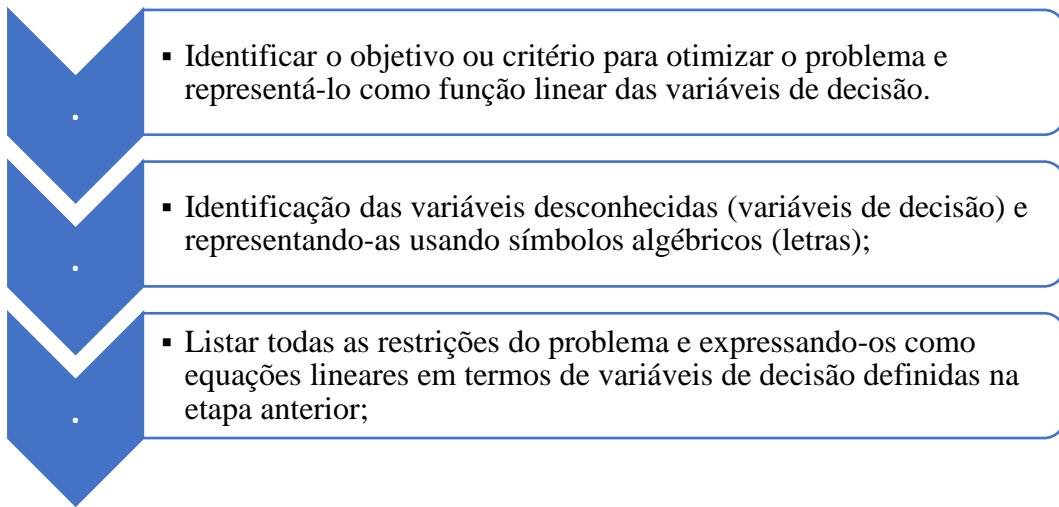 ▪ Identificar o objetivo ou critério para otimizar o problema e
representá-lo como função linear das variáveis de decisão.
.
▪ Identificação das variáveis desconhecidas (variáveis de decisão) e
representando-as usando símbolos algébricos (letras);
.
▪ Listar todas as restrições do problema e expressando-os como
equações lineares em termos de variáveis de decisão definidas na
etapa anterior;
.